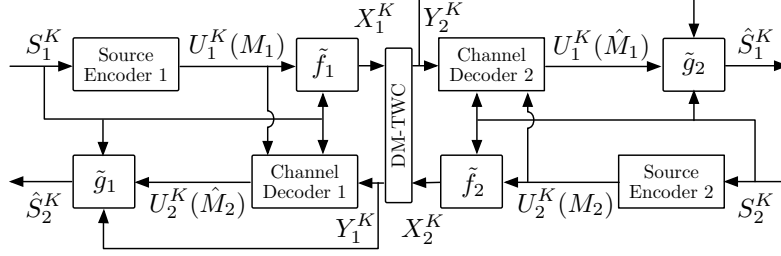 X_1^K Y_2^K
S_1^K Source Encoder 1 U_1^K(M_1) \tilde{f}_1 Channel Decoder 2 U_1^K(\hat{M}_1) \tilde{g}_2 \hat{S}_1^K
DM-TWC
\hat{S}_2^K \tilde{g}_1 U_2^K(\hat{M}_2) Channel Decoder 1 \tilde{f}_2 U_2^K(M_2) Source Encoder 2 S_2^K
Y_1^K X_2^K